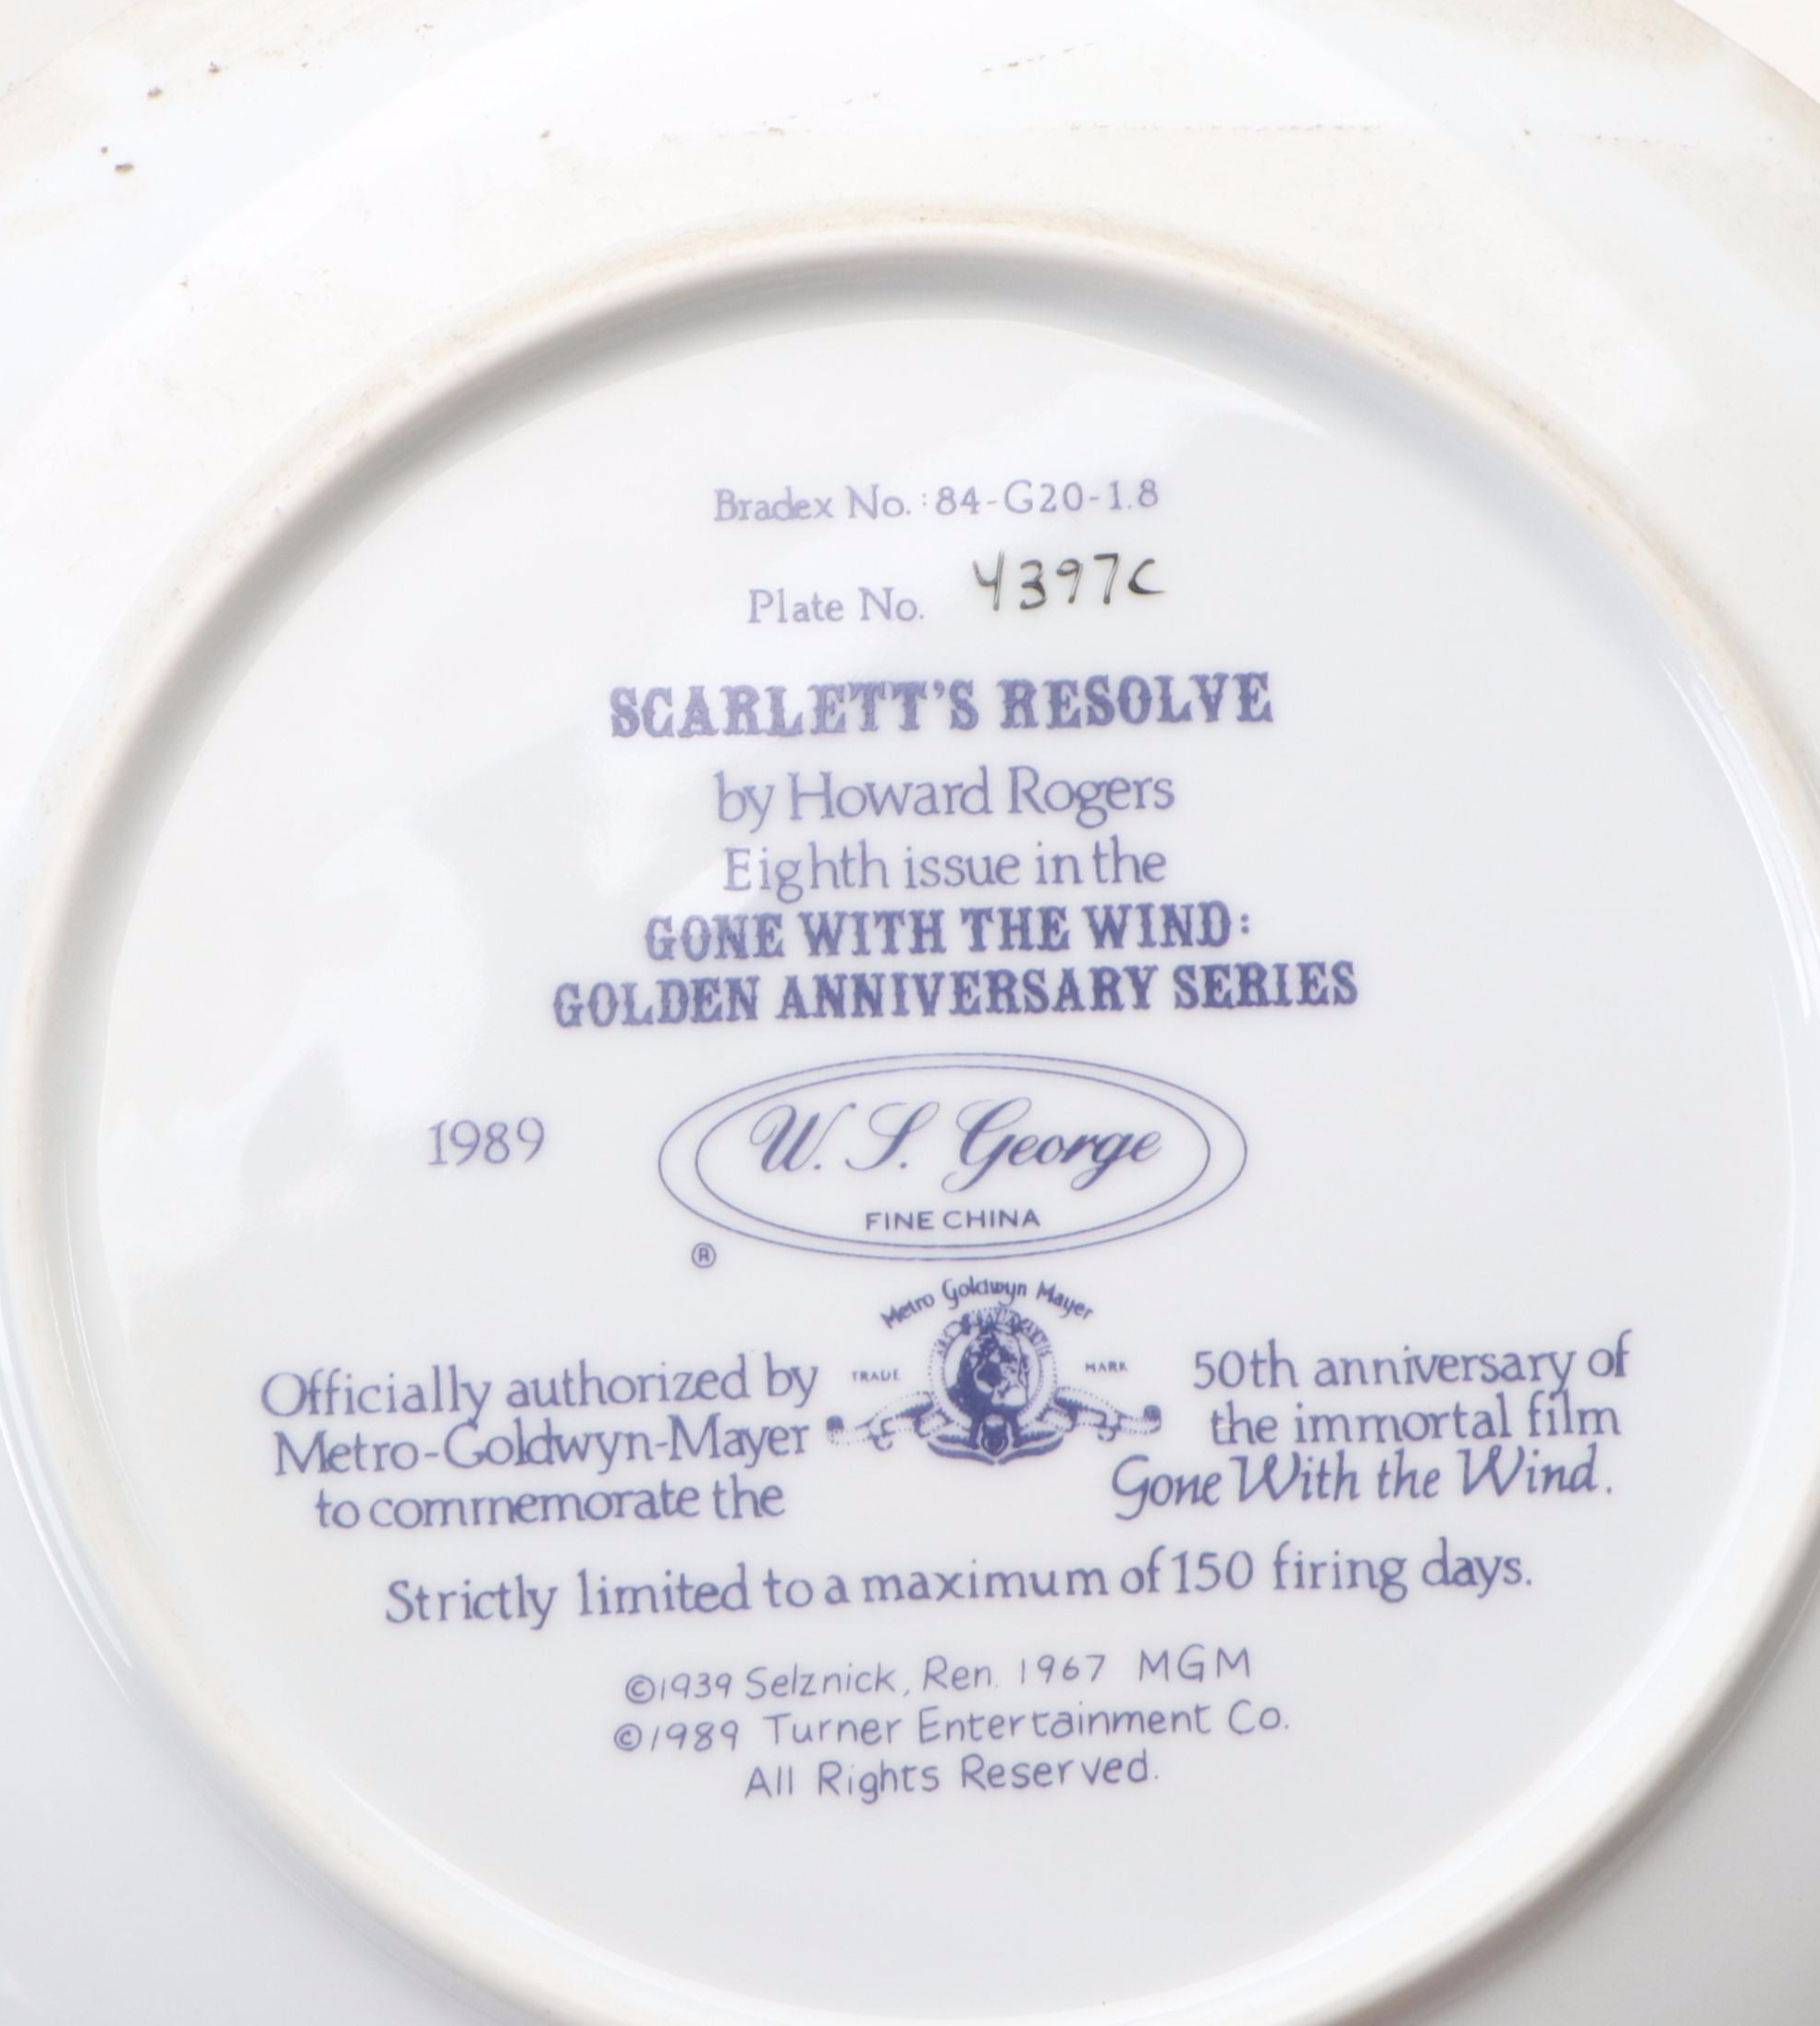 Bradex No.: 84-G20-1.8
Plate No. 4397C
SCARLETT'S RESOLVE
by Howard Rogers
Eighth issue in the
GONE WITH THE WIND:
GOLDEN ANNIVERSARY SERIES
1989
W. S. George
FINE CHINA
®
Metro Goldwyn Mayer
TRADE MARK
Officially authorized by
Metro-Goldwyn-Mayer
to commemorate the
50th anniversary of
the immortal film
Gone With the Wind.
Strictly limited to a maximum of 150 firing days.
©1939 Selznick, Ren. 1967 MGM
©1989 Turner Entertainment Co.
All Rights Reserved.